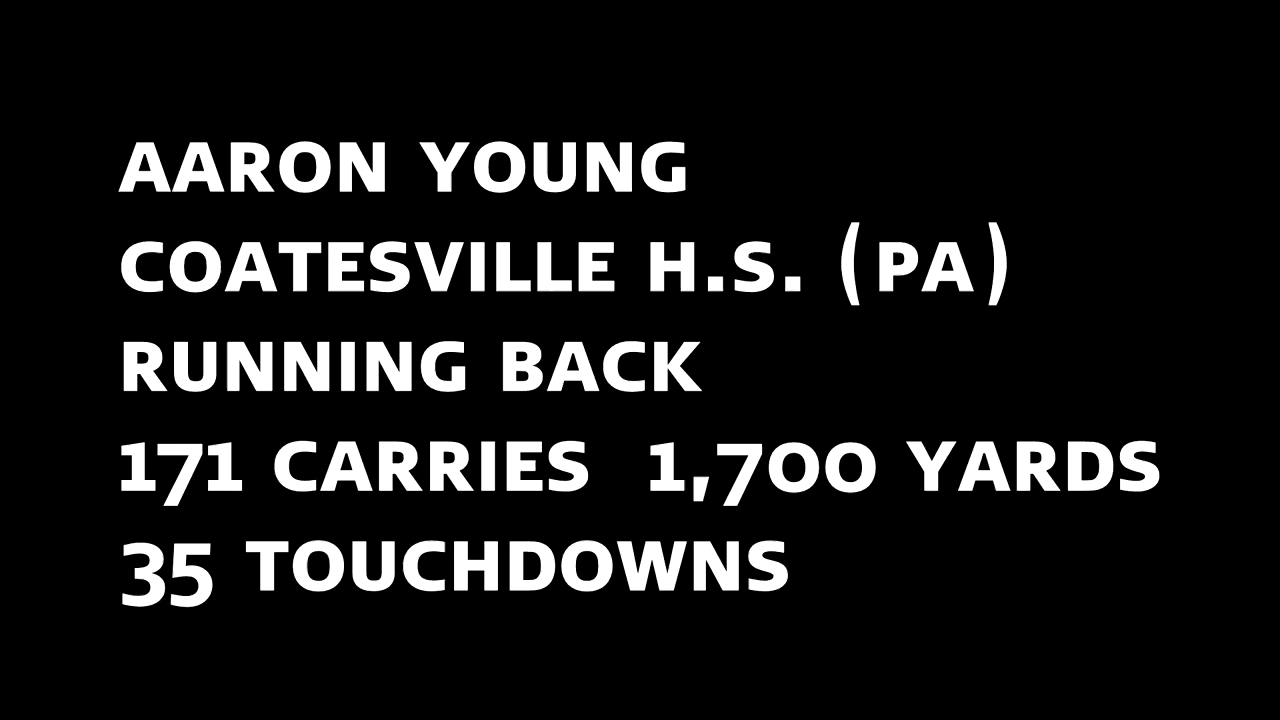 AARON YOUNG
COATESVILLE H.S. (PA)
RUNNING BACK
171 CARRIES  1,700 YARDS
35 TOUCHDOWNS